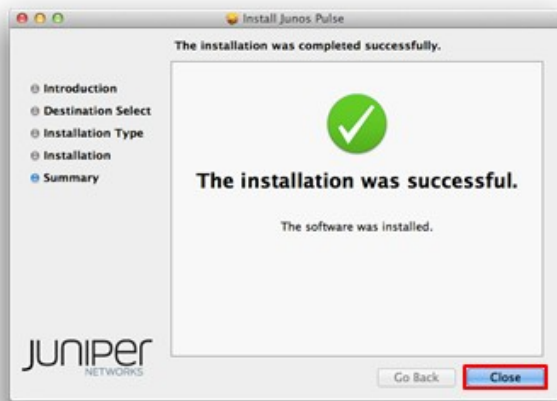 Install Junos Pulse
The installation was completed successfully.
Introduction
Destination Select
Installation Type
Installation
Summary
The installation was successful.
The software was installed.
JUNIPER
NETWORKS
Go Back
Close